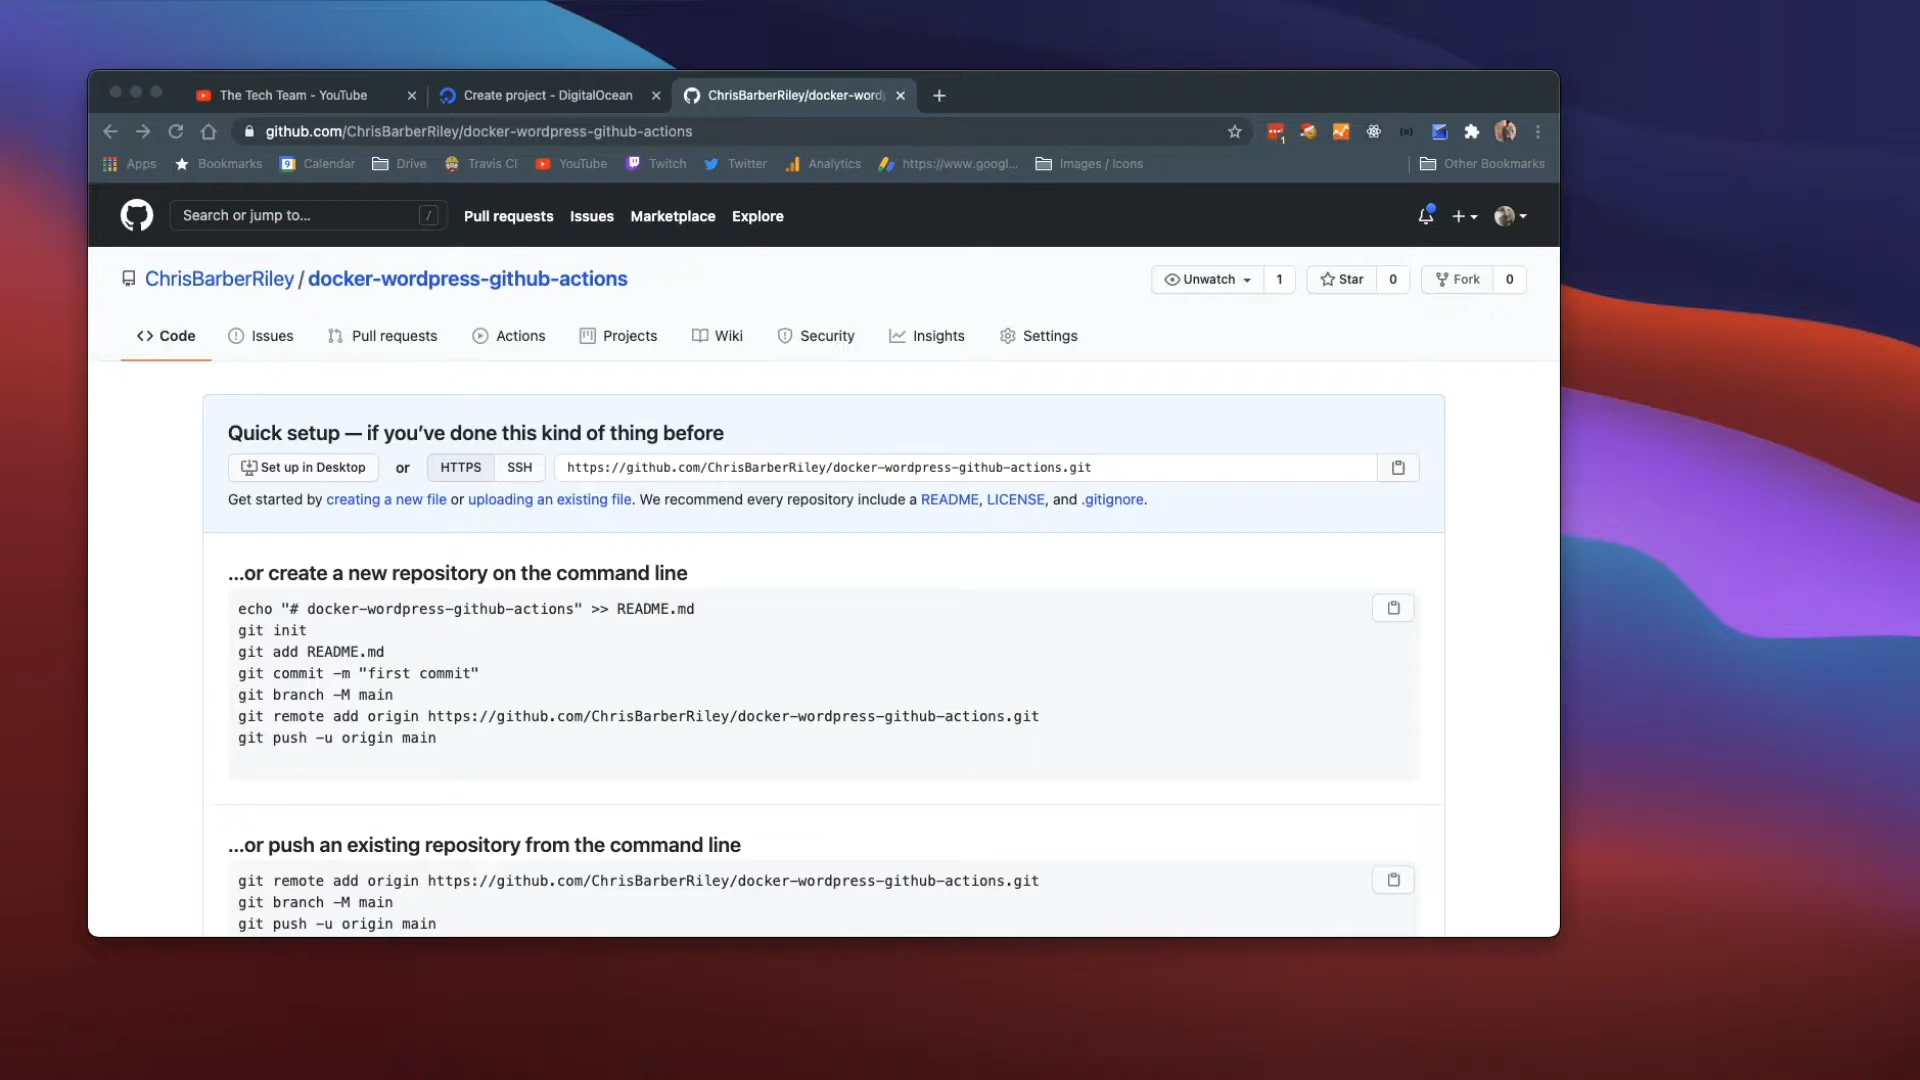 The Tech Team - YouTube
Create project - DigitalOcean
ChrisBarberRiley/docker-word
github.com/ChrisBarberRiley/docker-wordpress-github-actions
1
Apps Bookmarks 9 Calendar Drive Travis CI YouTube Twitch Twitter Analytics https://www.googl... Images / Icons Other Bookmarks
Search or jump to... / Pull requests Issues Marketplace Explore
ChrisBarberRiley / docker-wordpress-github-actions
Unwatch 1 Star 0 Fork 0
Code Issues Pull requests Actions Projects Wiki Security Insights Settings
Quick setup — if you’ve done this kind of thing before
Set up in Desktop or HTTPS SSH https://github.com/ChrisBarberRiley/docker-wordpress-github-actions.git
Get started by creating a new file or uploading an existing file. We recommend every repository include a README, LICENSE, and .gitignore.
...or create a new repository on the command line
echo "# docker-wordpress-github-actions" >> README.md
git init
git add README.md
git commit -m "first commit"
git branch -M main
git remote add origin https://github.com/ChrisBarberRiley/docker-wordpress-github-actions.git
git push -u origin main
...or push an existing repository from the command line
git remote add origin https://github.com/ChrisBarberRiley/docker-wordpress-github-actions.git
git branch -M main
git push -u origin main